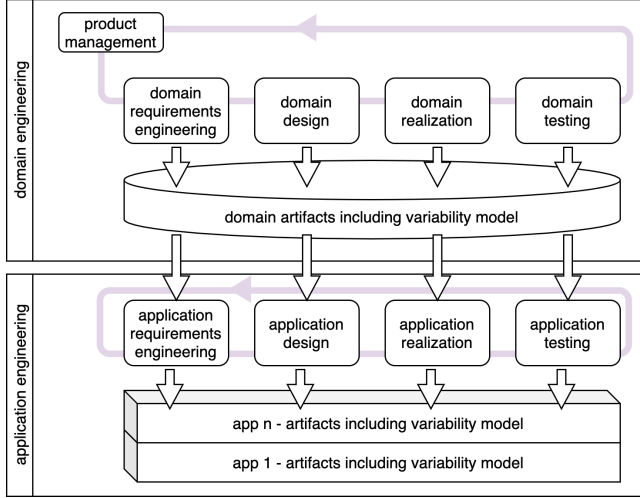 product
management
domain engineering
domain
requirements
engineering
domain
design
domain
realization
domain
testing
domain artifacts including variability model
application engineering
application
requirements
engineering
application
design
application
realization
application
testing
app n - artifacts including variability model
app 1 - artifacts including variability model